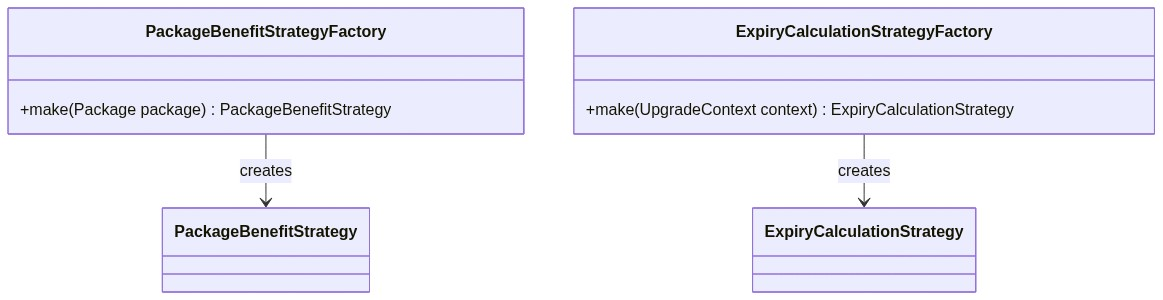 PackageBenefitStrategyFactory
+make(Package package) : PackageBenefitStrategy
creates
PackageBenefitStrategy
ExpiryCalculationStrategyFactory
+make(UpgradeContext context) : ExpiryCalculationStrategy
creates
ExpiryCalculationStrategy